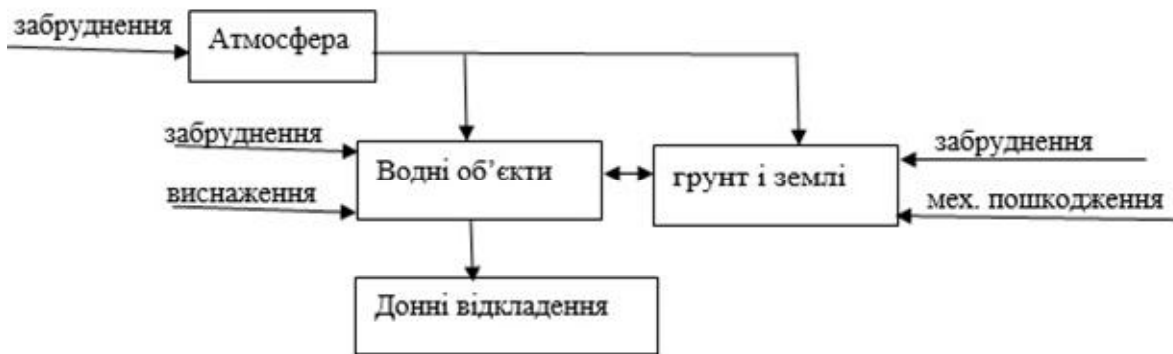 забруднення
Атмосфера
забруднення
Водні об’єкти
виснаження
грунт і землі
забруднення
мех. пошкодження
Донні відкладення